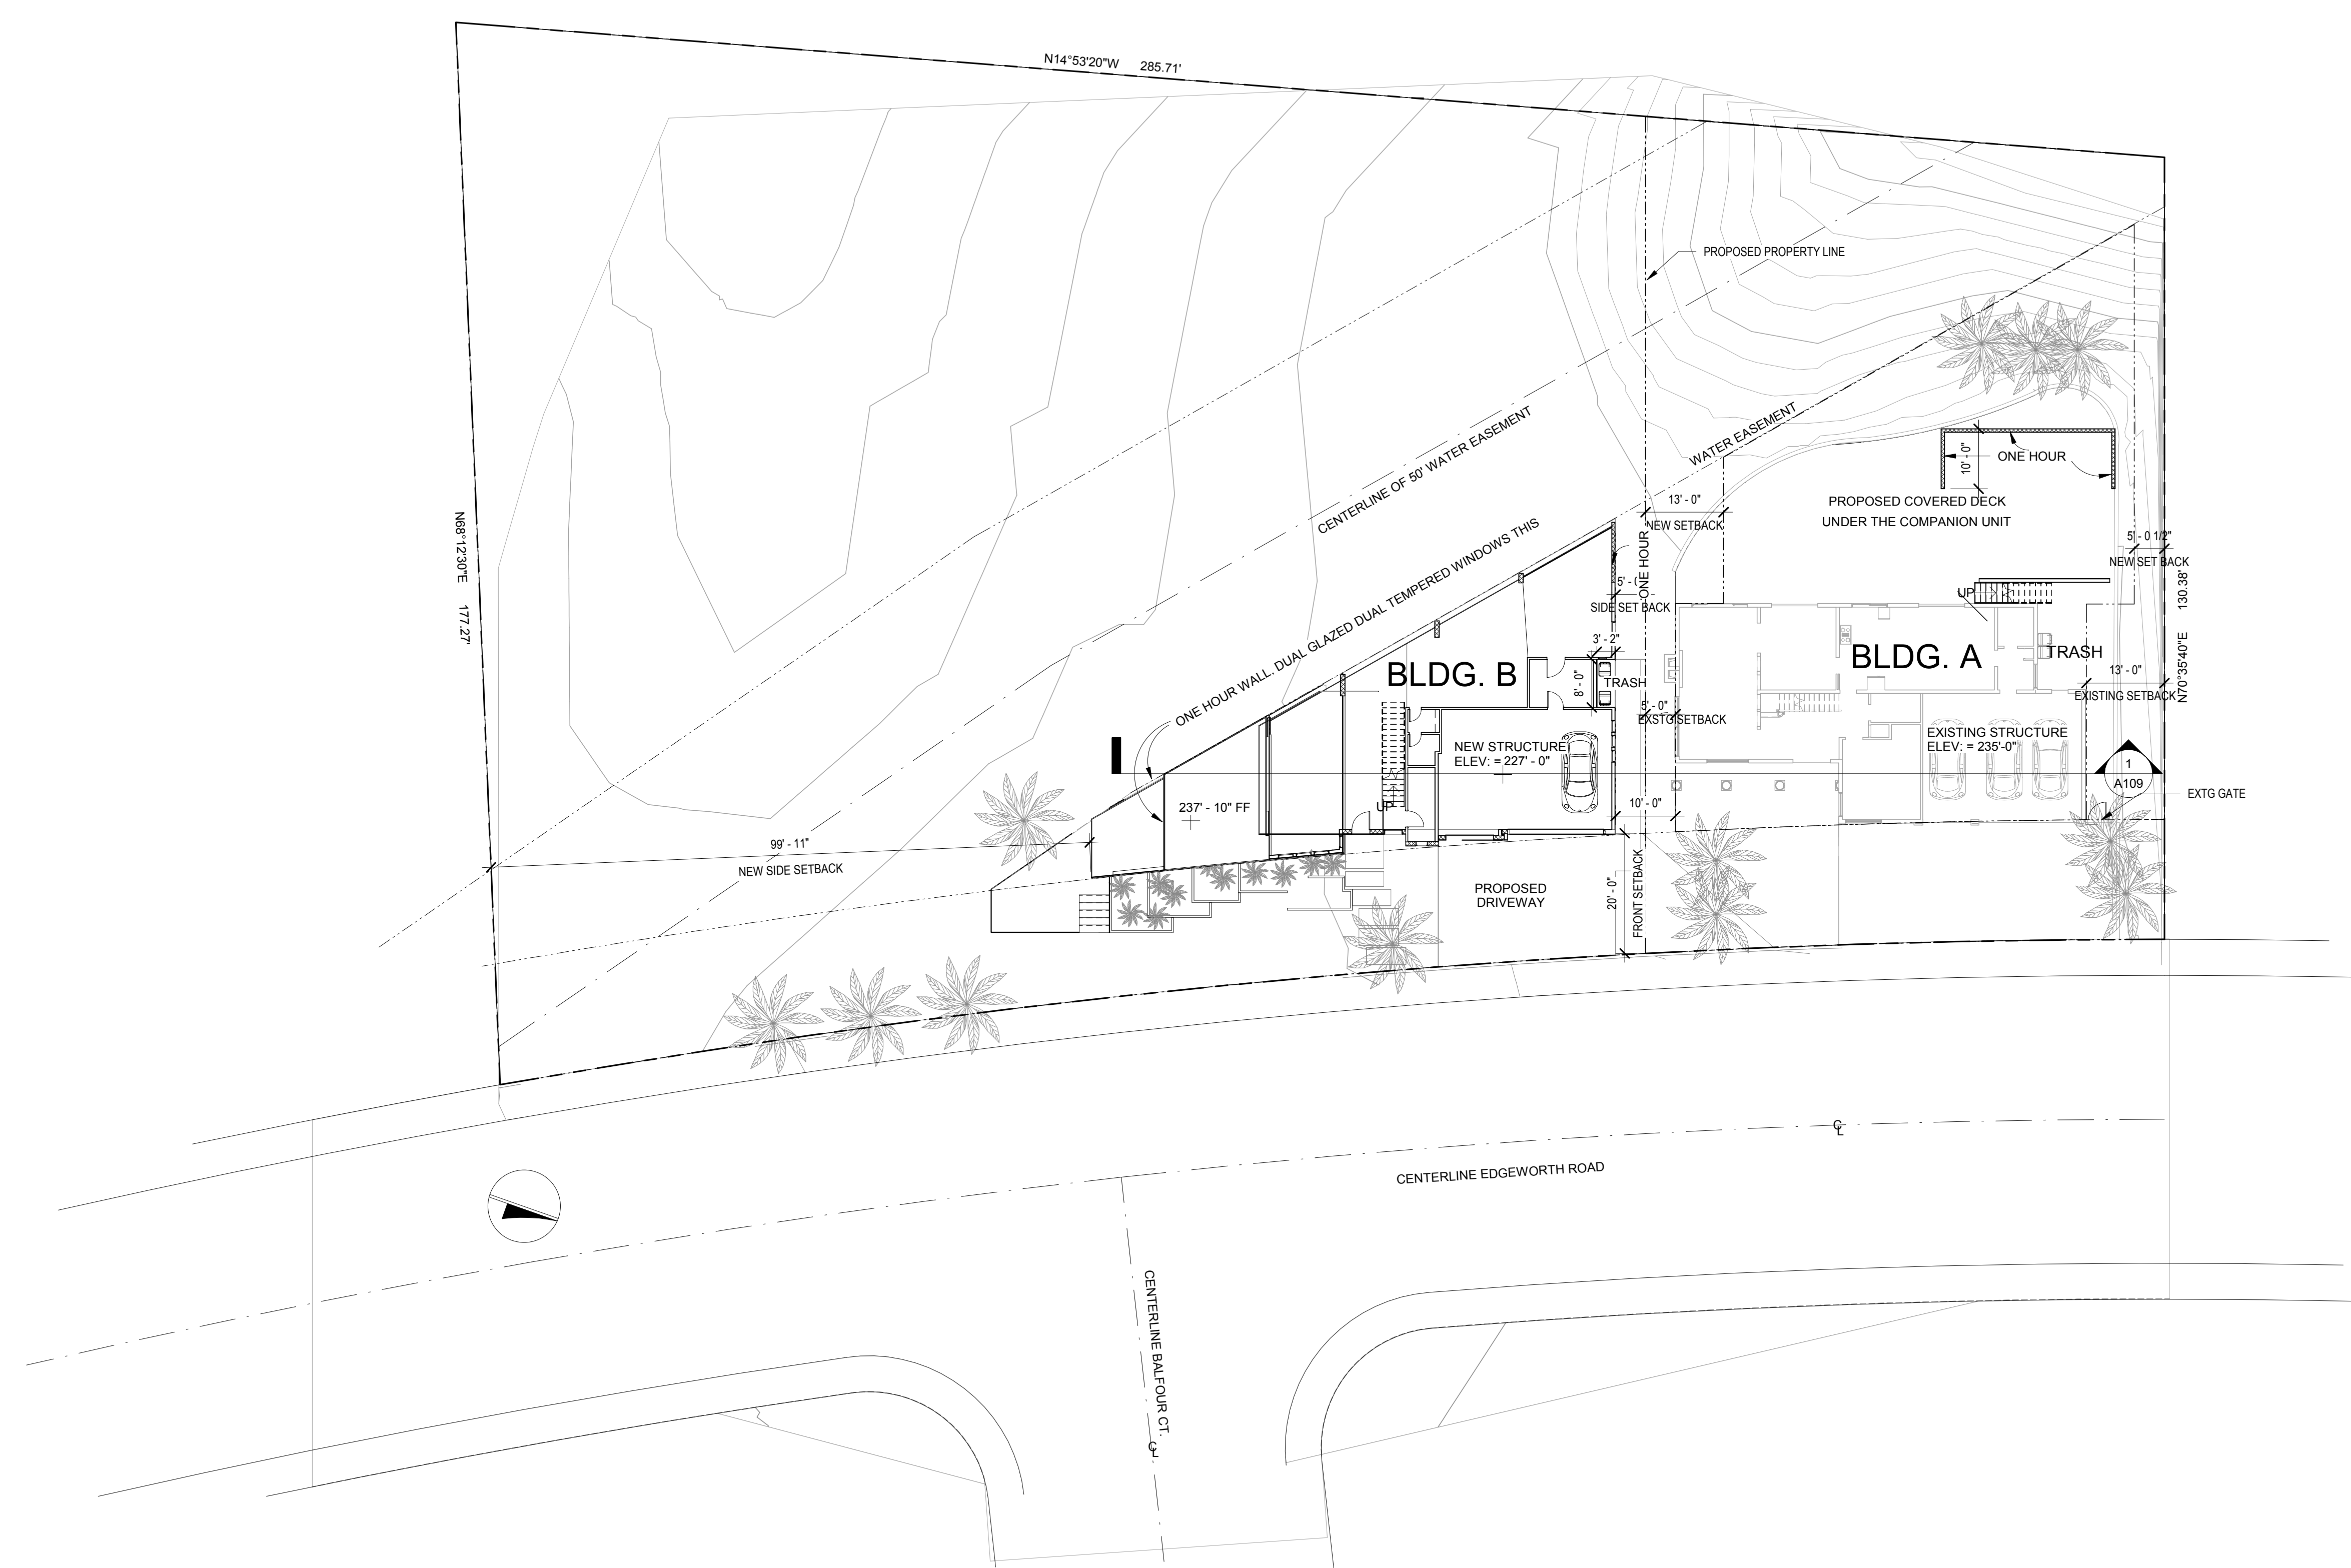 N14°53'20"W 285.71'
PROPOSED PROPERTY LINE
WATER EASEMENT
CENTERLINE OF 50' WATER EASEMENT
ONE HOUR WALL. DUAL GLAZED DUAL TEMPERED WINDOWS THIS
N68°12'30"E 177.27'
10' - 0"
ONE HOUR
PROPOSED COVERED DECK
UNDER THE COMPANION UNIT
13' - 0"
NEW SETBACK
5' - 0 1/2"
NEW SET BACK
ONE HOUR
5' - 0
SIDE SET BACK
UP
N70°35'40"E 130.38'
3' - 2"
BLDG. B
8' - 0"
TRASH
BLDG. A
TRASH
13' - 0"
EXISTING SETBACK
5' - 0"
EXSTG SETBACK
NEW STRUCTURE
ELEV: = 227' - 0"
EXISTING STRUCTURE
ELEV: = 235'-0"
1
A109
EXTG GATE
237' - 10" FF
UP
10' - 0"
99' - 11"
NEW SIDE SETBACK
PROPOSED
DRIVEWAY
20' - 0"
FRONT SETBACK
CL
CENTERLINE EDGEWORTH ROAD
CENTERLINE BALFOUR CT.
CL